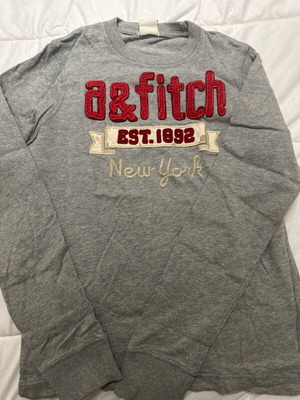 a&fitch
EST. 1892
New York